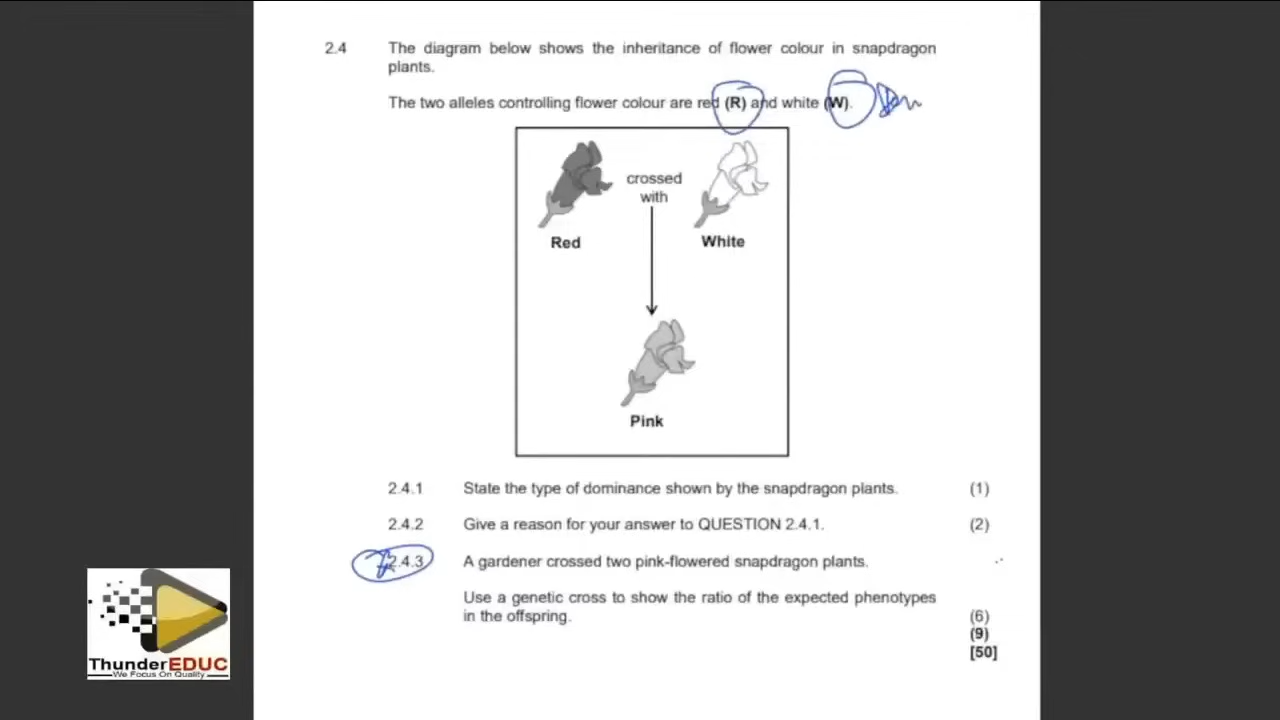 2.4 The diagram below shows the inheritance of flower colour in snapdragon
plants.
The two alleles controlling flower colour are red (R) and white (W).
crossed
with
Red
White
Pink
2.4.1 State the type of dominance shown by the snapdragon plants. (1)
2.4.2 Give a reason for your answer to QUESTION 2.4.1. (2)
2.4.3 A gardener crossed two pink-flowered snapdragon plants.
Use a genetic cross to show the ratio of the expected phenotypes
in the offspring. (6)
(9)
[50]
ThunderEDUC
We Focus On Quality